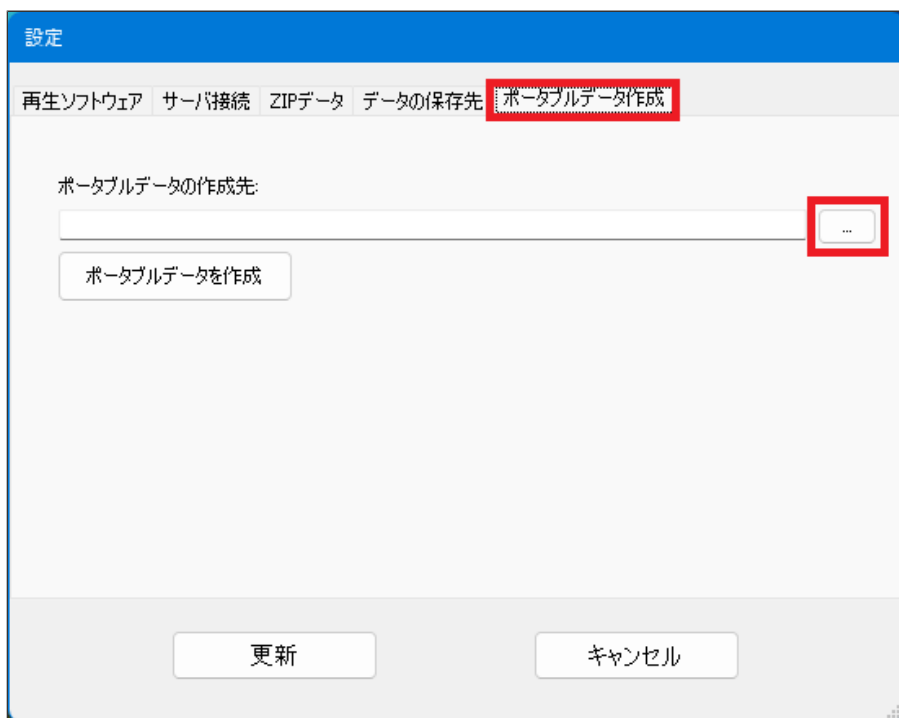 設定
再生ソフトウェア サーバ接続 ZIPデータ データの保存先 ポータブルデータ作成
ポータブルデータの作成先:
...
ポータブルデータを作成
更新 キャンセル